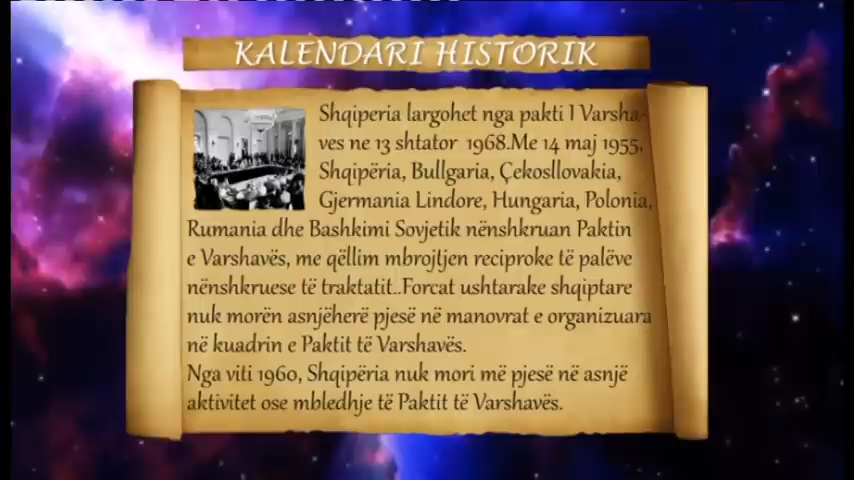 KALENDARI HISTORIK
Shqiperia largohet nga pakti I Varsha-
ves ne 13 shtator 1968.Me 14 maj 1955,
Shqipëria, Bullgaria, Çekosllovakia,
Gjermania Lindore, Hungaria, Polonia,
Rumania dhe Bashkimi Sovjetik nënshkruan Paktin
e Varshavës, me qëllim mbrojtjen reciproke të palëve
nënshkruese të traktatit..Forcat ushtarake shqiptare
nuk morën asnjëherë pjesë në manovrat e organizuara
në kuadrin e Paktit të Varshavës.
Nga viti 1960, Shqipëria nuk mori më pjesë në asnjë
aktivitet ose mbledhje të Paktit të Varshavës.